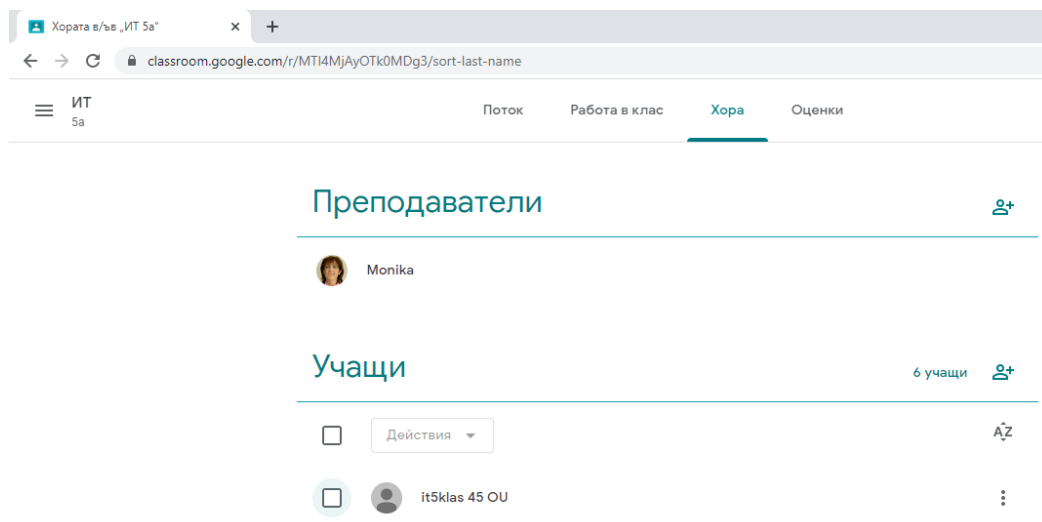 Хората в/ъв „ИТ 5а“
classroom.google.com/r/MTI4MjAyOTk0MDg3/sort-last-name
ИТ
5а
Поток Работа в клас Хора Оценки
Преподаватели
Monika
Учащи
6 учащи
Действия
AZ
it5klas 45 OU